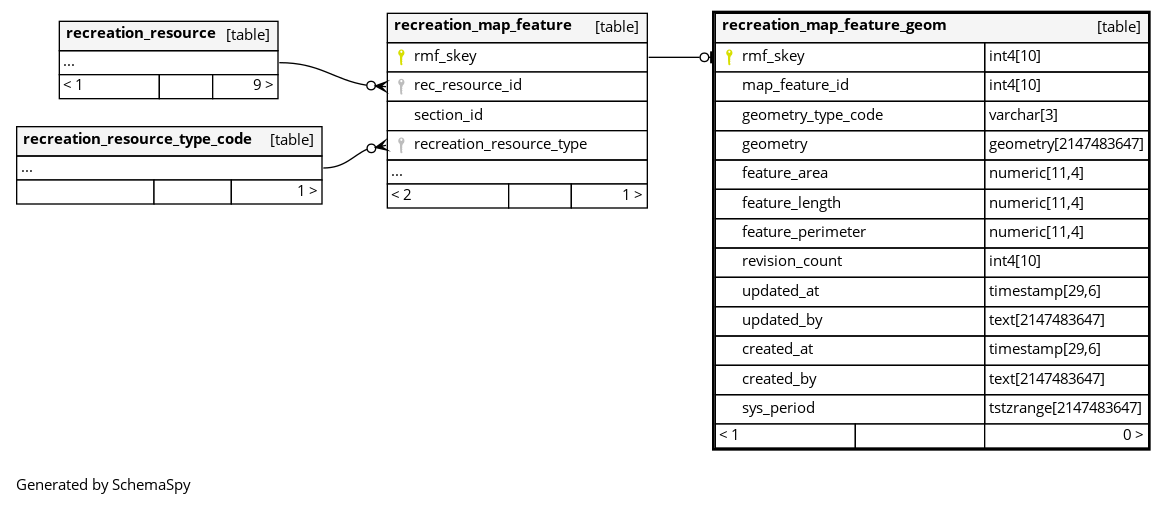 recreation_resource [table]
...
< 1 9 >
recreation_resource_type_code [table]
...
1 >
recreation_map_feature [table]
rmf_skey
rec_resource_id
section_id
recreation_resource_type
...
< 2 1 >
recreation_map_feature_geom [table]
rmf_skey int4[10]
map_feature_id int4[10]
geometry_type_code varchar[3]
geometry geometry[2147483647]
feature_area numeric[11,4]
feature_length numeric[11,4]
feature_perimeter numeric[11,4]
revision_count int4[10]
updated_at timestamp[29,6]
updated_by text[2147483647]
created_at timestamp[29,6]
created_by text[2147483647]
sys_period tstzrange[2147483647]
< 1 0 >
Generated by SchemaSpy